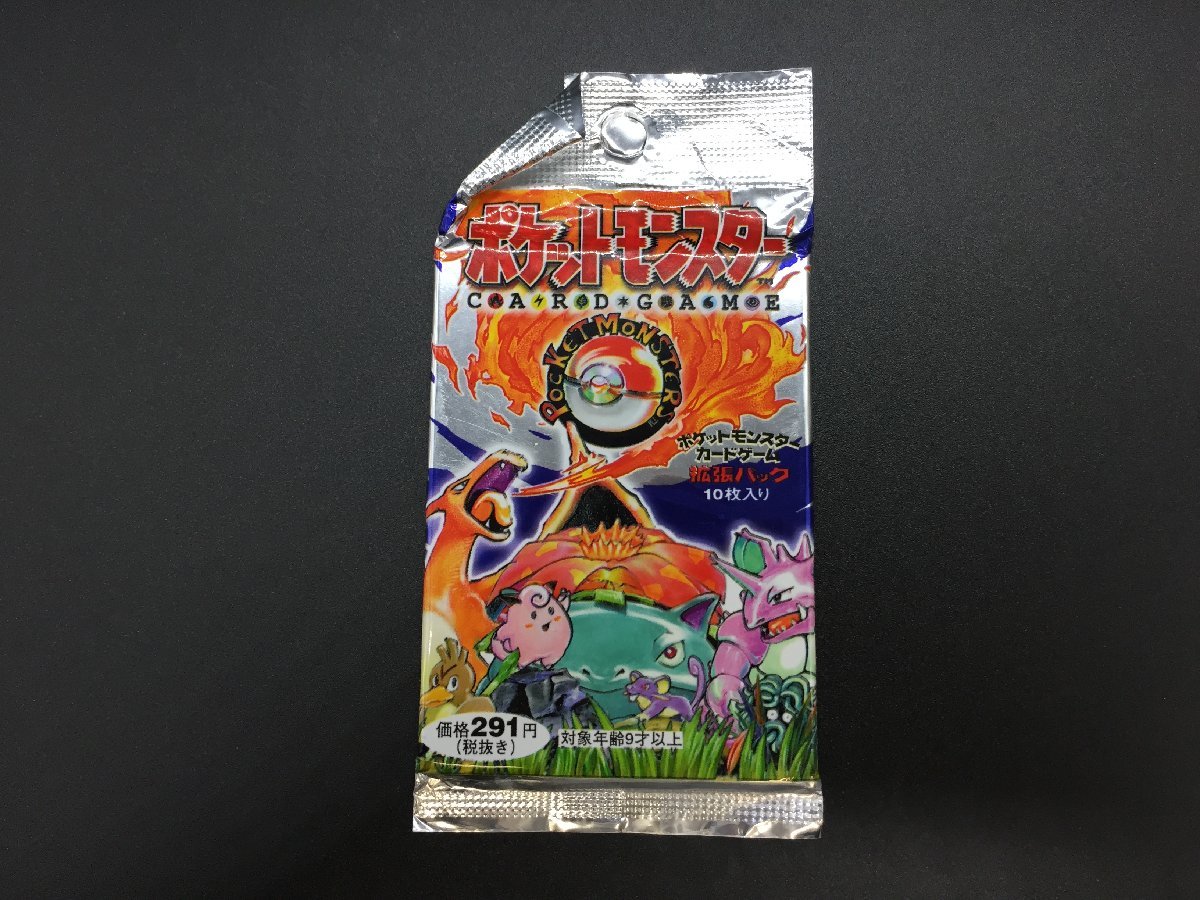 ポケットモンスター
TM
CARD GAME
POCKET MONSTERS
ポケットモンスター
カードゲーム
拡張パック
10枚入り
価格291円
(税抜き)
対象年齢9才以上